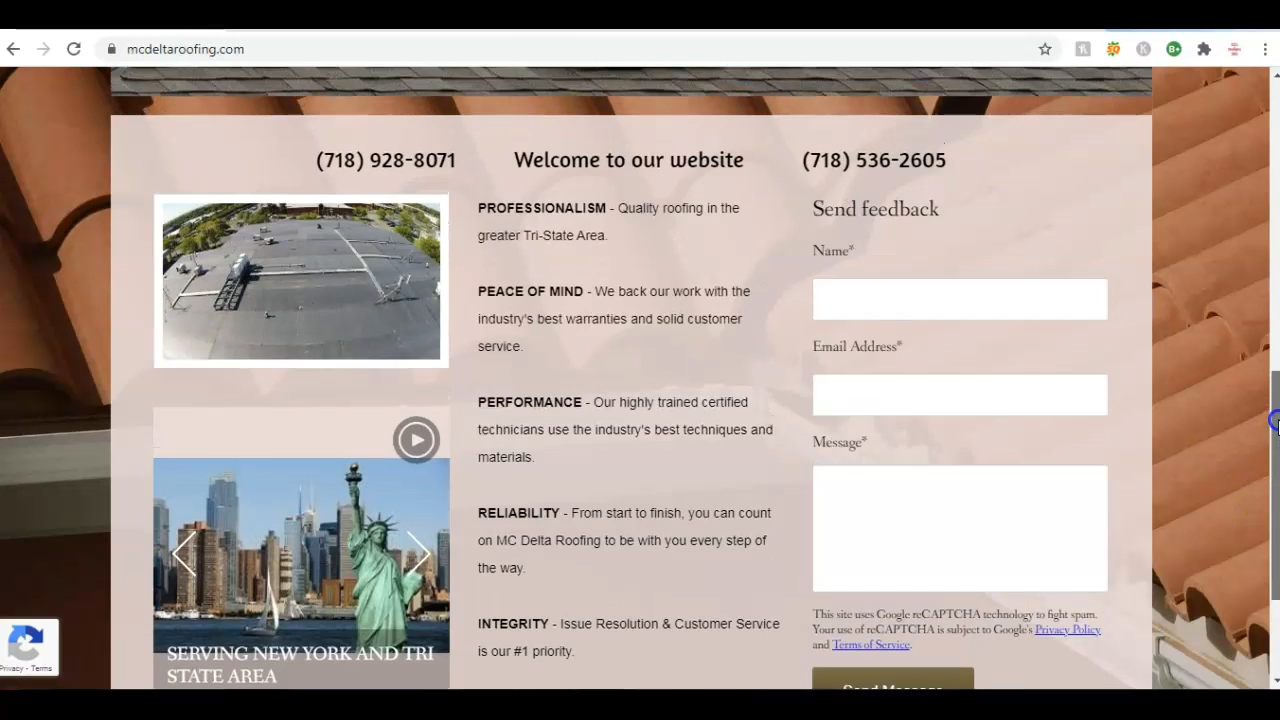 mcdeltaroofing.com
(718) 928-8071
Welcome to our website
(718) 536-2605
PROFESSIONALISM - Quality roofing in the
greater Tri-State Area.
PEACE OF MIND - We back our work with the
industry's best warranties and solid customer
service.
PERFORMANCE - Our highly trained certified
technicians use the industry's best techniques and
materials.
RELIABILITY - From start to finish, you can count
on MC Delta Roofing to be with you every step of
the way.
INTEGRITY - Issue Resolution & Customer Service
is our #1 priority.
SERVING NEW YORK AND TRI
STATE AREA
Send feedback
Name*
Email Address*
Message*
This site uses Google reCAPTCHA technology to fight spam.
Your use of reCAPTCHA is subject to Google's Privacy Policy
and Terms of Service.
Send Message
Privacy - Terms